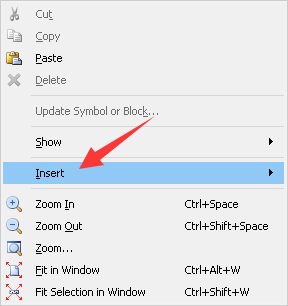 Cut
Copy
Paste
Delete
Update Symbol or Block...
Show
Insert
Zoom In Ctrl+Space
Zoom Out Ctrl+Shift+Space
Zoom...
Fit in Window Ctrl+Alt+W
Fit Selection in Window Ctrl+Shift+W